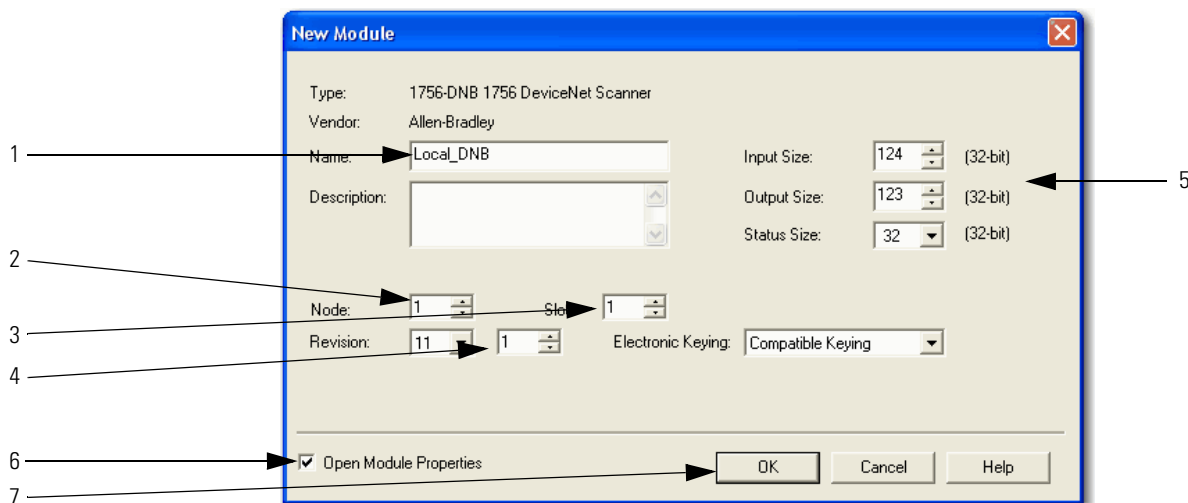 New Module
Type: 1756-DNB 1756 DeviceNet Scanner
Vendor: Allen-Bradley
1 Name: Local_DNB Input Size: 124 (32-bit) 5
Description: Output Size: 123 (32-bit)
Status Size: 32 (32-bit)
2
Node: 1 Slo 1
3
Revision: 11 1 Electronic Keying: Compatible Keying
4
6 Open Module Properties OK Cancel Help
7